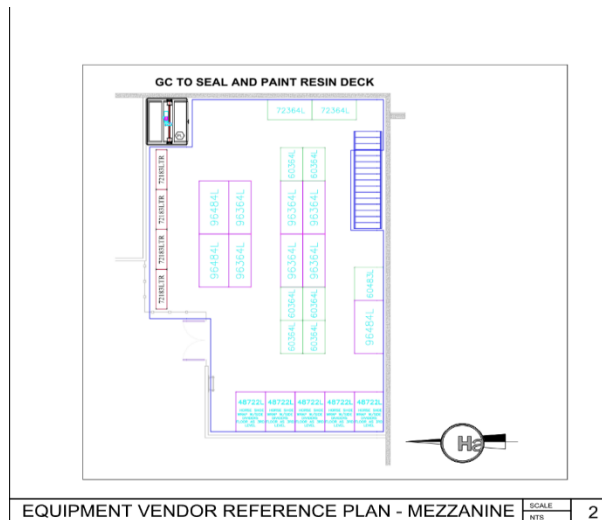 GC TO SEAL AND PAINT RESIN DECK
72364L
72364L
60364L
60364L
72183LTR
72183LTR
72183LTR
72183LTR
96484L
96364L
96364L
96364L
96484L
96364L
96364L
96364L
60364L
60364L
60364L
60364L
60483L
96484L
48722L
48722L
48722L
48722L
48722L
EQUIPMENT VENDOR REFERENCE PLAN - MEZZANINE
SCALE
NTS
2